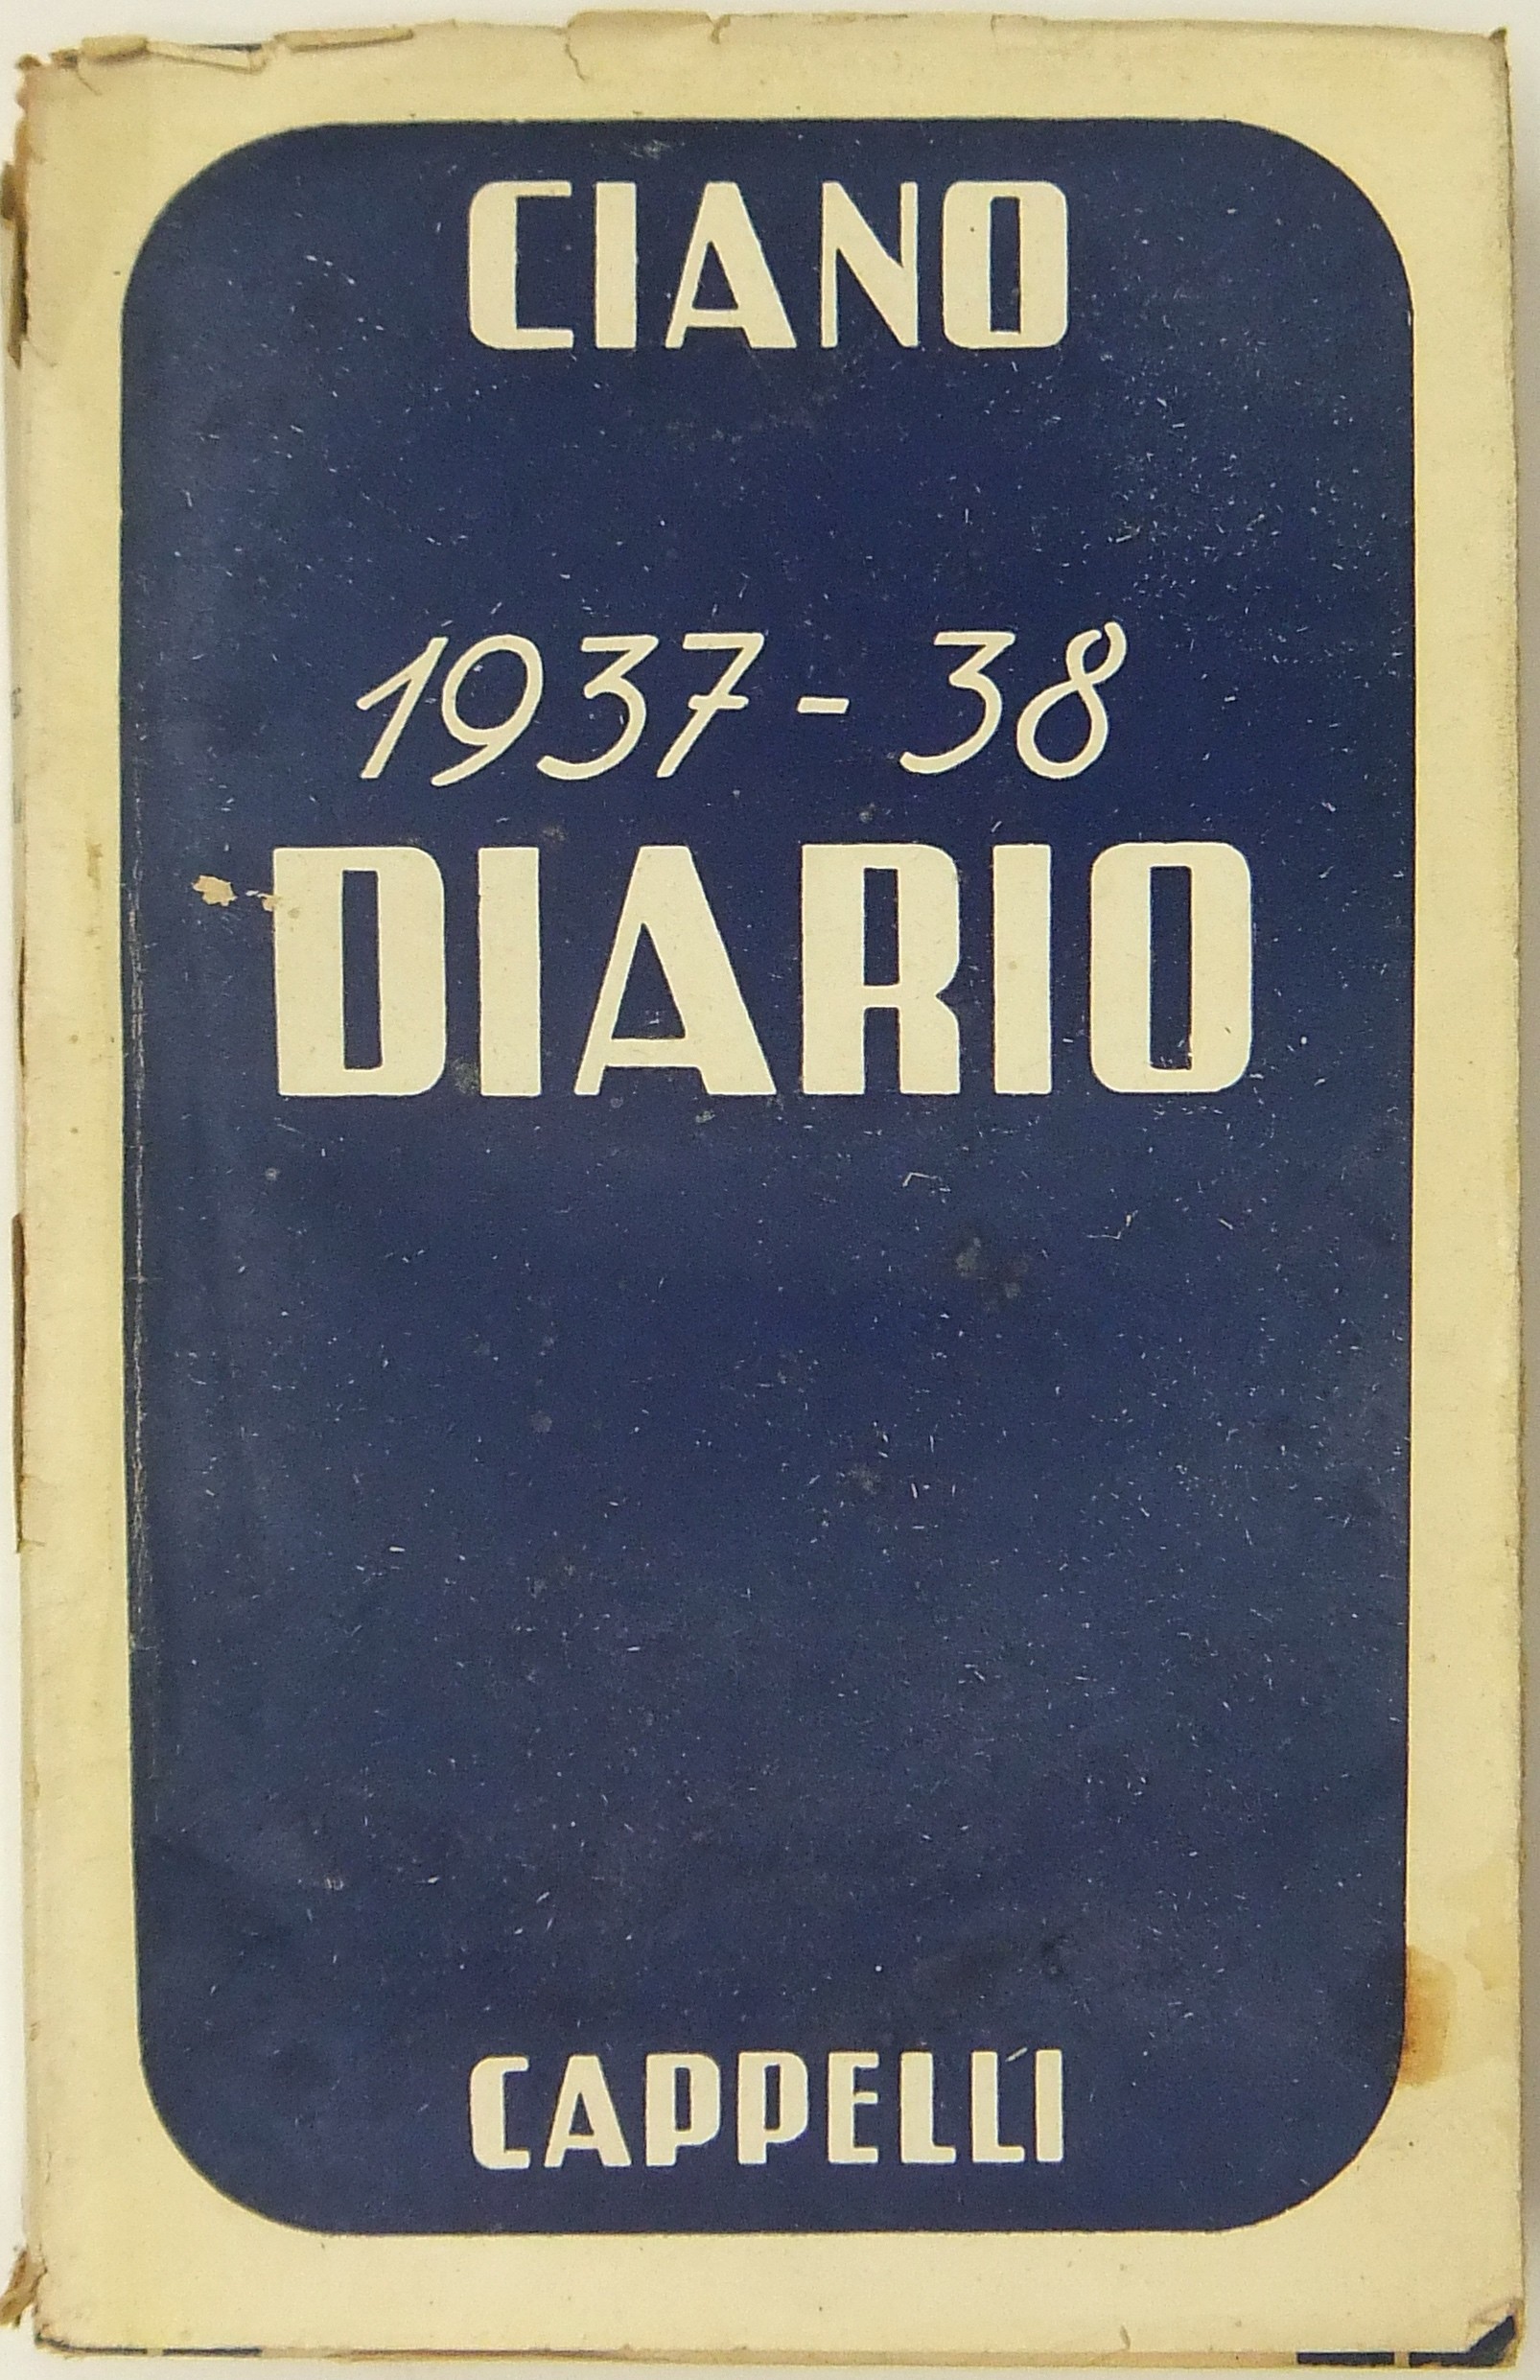 CIANO
1937-38
DIARIO
CAPPELLI